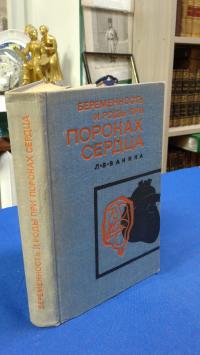 БЕРЕМЕННОСТЬ
И РОДЫ ПРИ
ПОРОКАХ
СЕРДЦА
Л·В·ВАНИНА
БЕРЕМЕННОСТЬ И РОДЫ ПРИ ПОРОКАХ СЕРДЦА